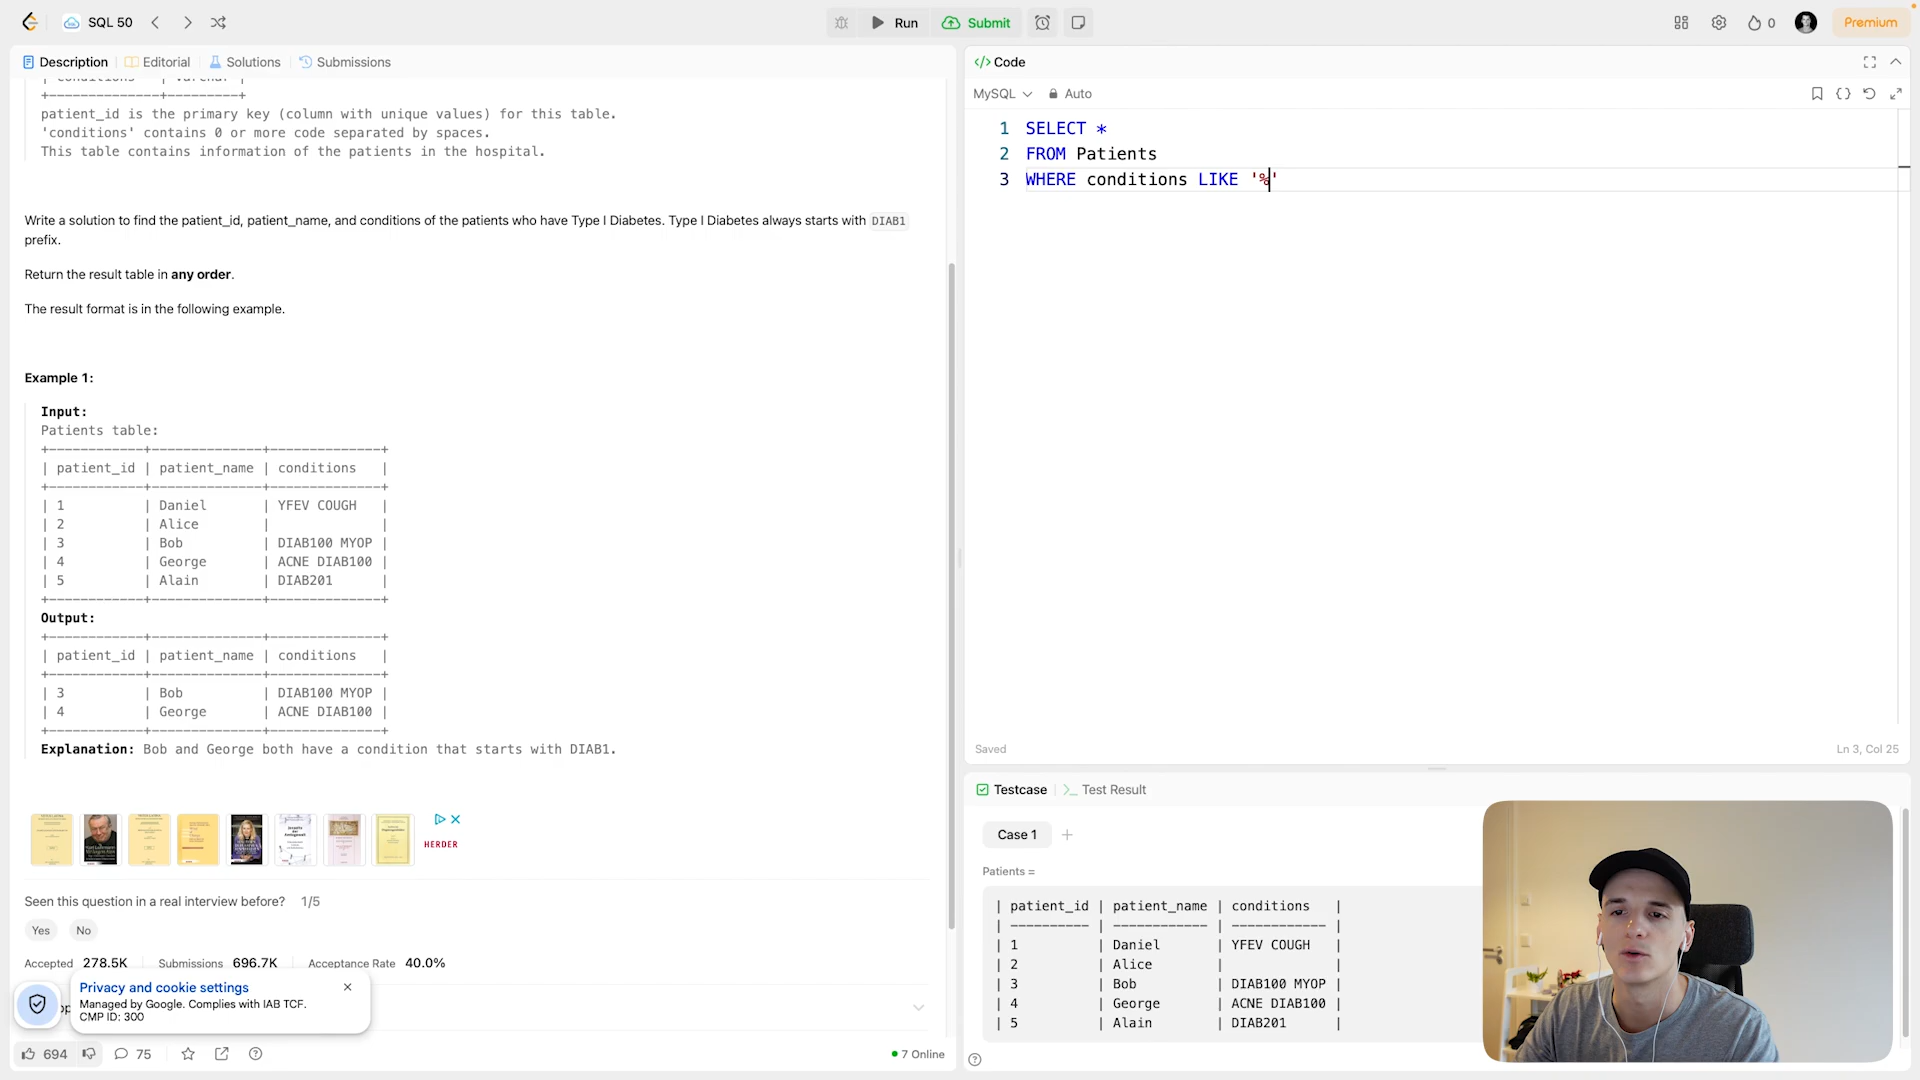 SQL 50
Run
Submit
0
Premium
Description
Editorial
Solutions
Submissions
| conditions | varchar |
+--------------+---------+
patient_id is the primary key (column with unique values) for this table.
'conditions' contains 0 or more code separated by spaces.
This table contains information of the patients in the hospital.
Write a solution to find the patient_id, patient_name, and conditions of the patients who have Type I Diabetes. Type I Diabetes always starts with DIAB1
prefix.
Return the result table in any order.
The result format is in the following example.
Example 1:
Input:
Patients table:
+------------+--------------+--------------+
| patient_id | patient_name | conditions   |
+------------+--------------+--------------+
| 1          | Daniel       | YFEV COUGH   |
| 2          | Alice        |              |
| 3          | Bob          | DIAB100 MYOP |
| 4          | George       | ACNE DIAB100 |
| 5          | Alain        | DIAB201      |
+------------+--------------+--------------+
Output:
+------------+--------------+--------------+
| patient_id | patient_name | conditions   |
+------------+--------------+--------------+
| 3          | Bob          | DIAB100 MYOP |
| 4          | George       | ACNE DIAB100 |
+------------+--------------+--------------+
Explanation: Bob and George both have a condition that starts with DIAB1.
HERDER
Seen this question in a real interview before? 1/5
Yes
No
Accepted 278.5K
Submissions 696.7K
Acceptance Rate 40.0%
Privacy and cookie settings
Managed by Google. Complies with IAB TCF.
CMP ID: 300
694
75
7 Online
</> Code
MySQL
Auto
1 SELECT *
2 FROM Patients
3 WHERE conditions LIKE '%'
Saved
Ln 3, Col 25
Testcase
Test Result
Case 1
Patients =
| patient_id | patient_name | conditions   |
| ---------- | ------------ | ------------ |
| 1          | Daniel       | YFEV COUGH   |
| 2          | Alice        |              |
| 3          | Bob          | DIAB100 MYOP |
| 4          | George       | ACNE DIAB100 |
| 5          | Alain        | DIAB201      |